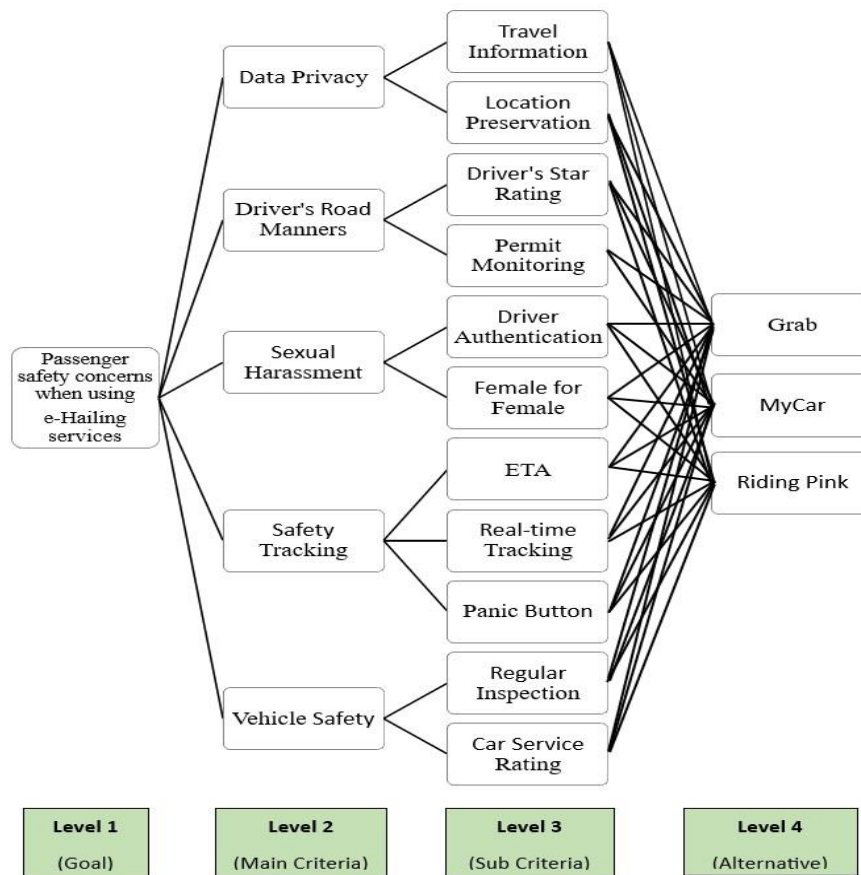 Passenger
safety concerns
when using
e-Hailing
services
Data Privacy
Driver's Road
Manners
Sexual
Harassment
Safety
Tracking
Vehicle Safety
Travel
Information
Location
Preservation
Driver's Star
Rating
Permit
Monitoring
Driver
Authentication
Female for
Female
ETA
Real-time
Tracking
Panic Button
Regular
Inspection
Car Service
Rating
Grab
MyCar
Riding Pink
Level 1
(Goal)
Level 2
(Main Criteria)
Level 3
(Sub Criteria)
Level 4
(Alternative)